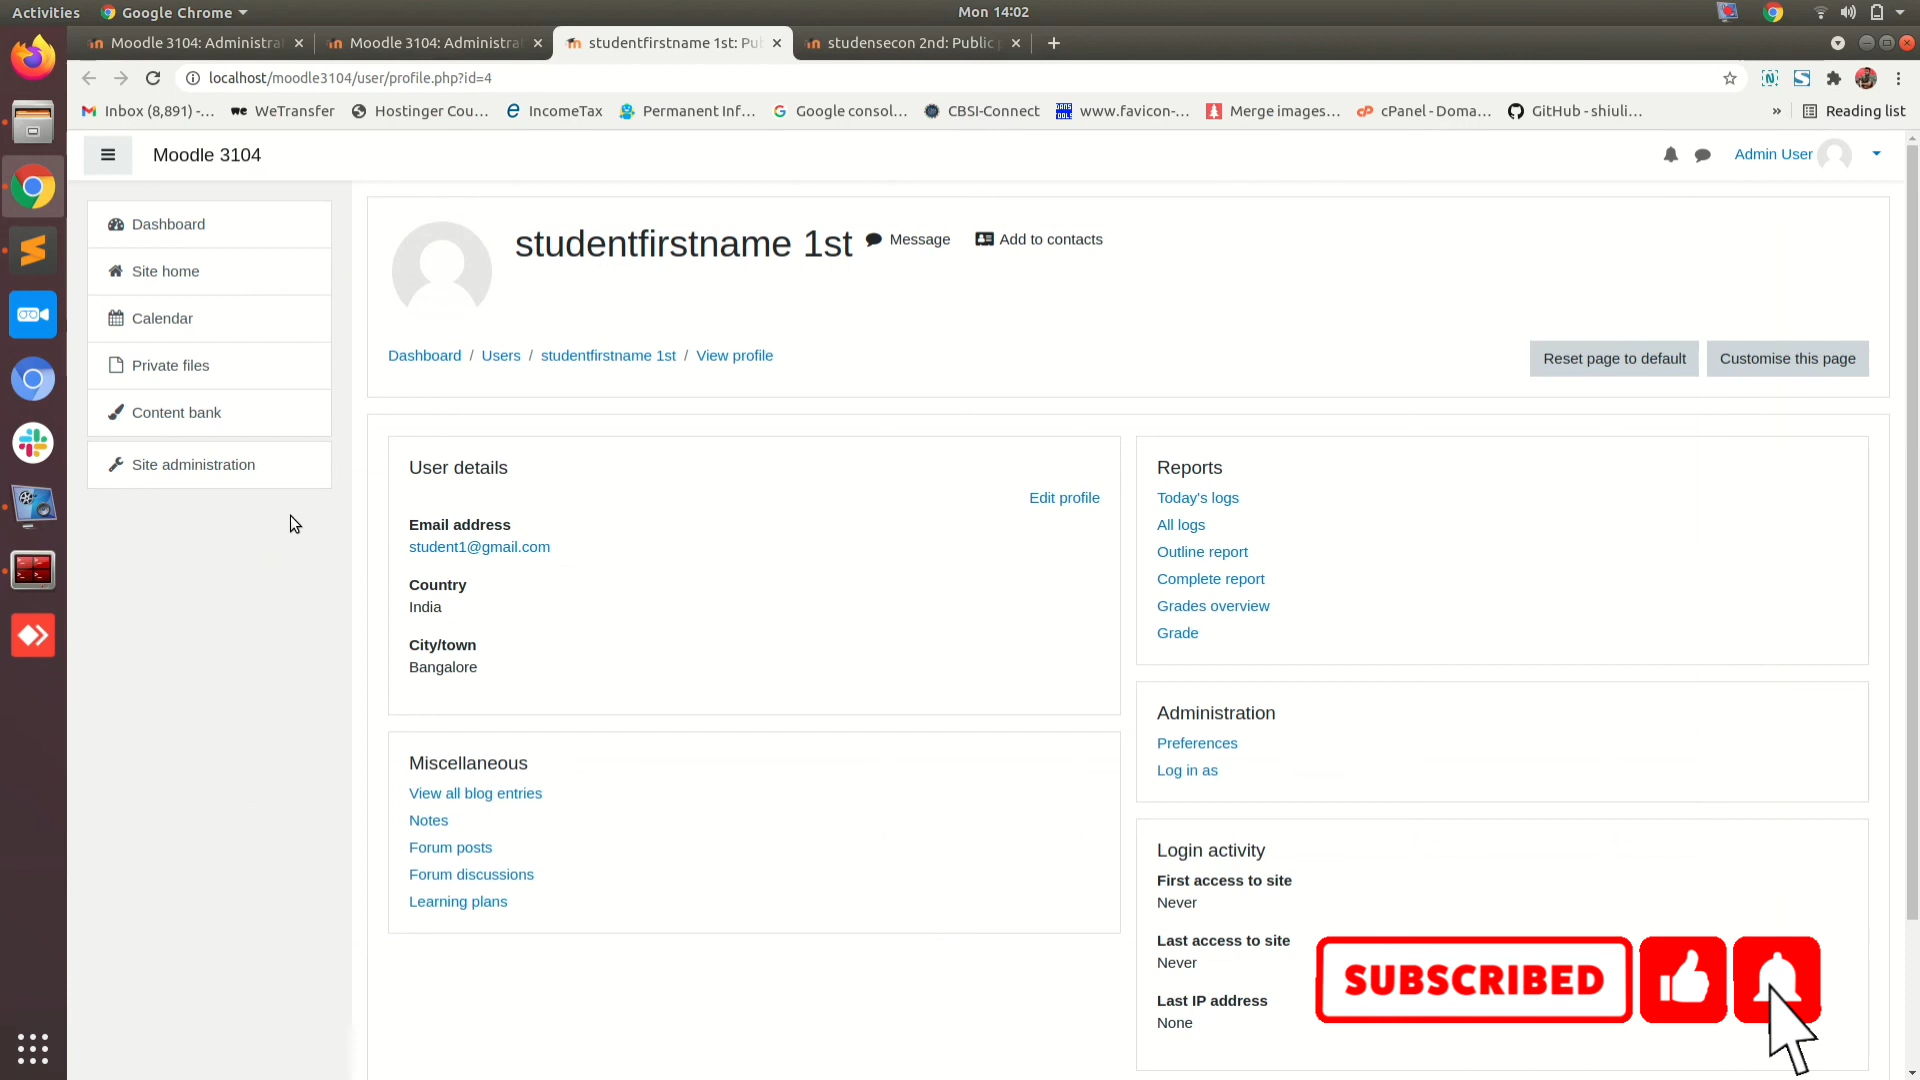 Activities Google Chrome Mon 14:02
Moodle 3104: Administra Moodle 3104: Administra studentfirstname 1st: Pu studensecon 2nd: Public
localhost/moodle3104/user/profile.php?id=4
Inbox (8,891) -... WeTransfer Hostinger Cou... IncomeTax Permanent Inf... Google consol... CBSI-Connect www.favicon-... Merge images... cPanel - Doma... GitHub - shiuli... » Reading list
Moodle 3104 Admin User
Dashboard
Site home
Calendar
Private files
Content bank
Site administration
studentfirstname 1st Message Add to contacts
Dashboard / Users / studentfirstname 1st / View profile
Reset page to default Customise this page
User details
Edit profile
Email address
student1@gmail.com
Country
India
City/town
Bangalore
Miscellaneous
View all blog entries
Notes
Forum posts
Forum discussions
Learning plans
Reports
Today's logs
All logs
Outline report
Complete report
Grades overview
Grade
Administration
Preferences
Log in as
Login activity
First access to site
Never
Last access to site
Never
Last IP address
None
SUBSCRIBED